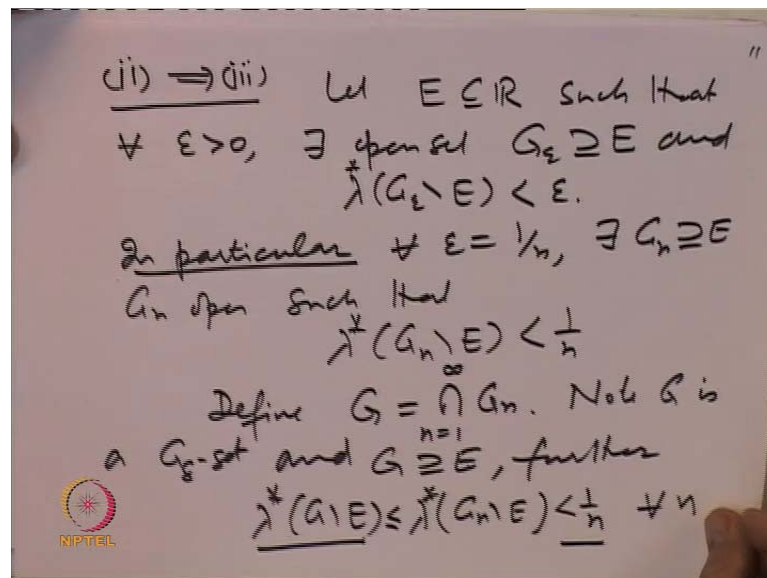 "
(ii) ⟹ (iii) Let E ⊆ ℝ such that
∀ ε>0, ∃ open set G_ε ⊇ E and
λ*(G_ε \ E) < ε.
In particular ∀ ε = 1/n, ∃ G_n ⊇ E
G_n open such that
λ*(G_n \ E) < 1/n
Define G = ∩_{n=1}^∞ G_n. Note G is
a G_δ-set and G ⊇ E, further
λ*(G \ E) ≤ λ*(G_n \ E) < 1/n ∀ n
NPTEL